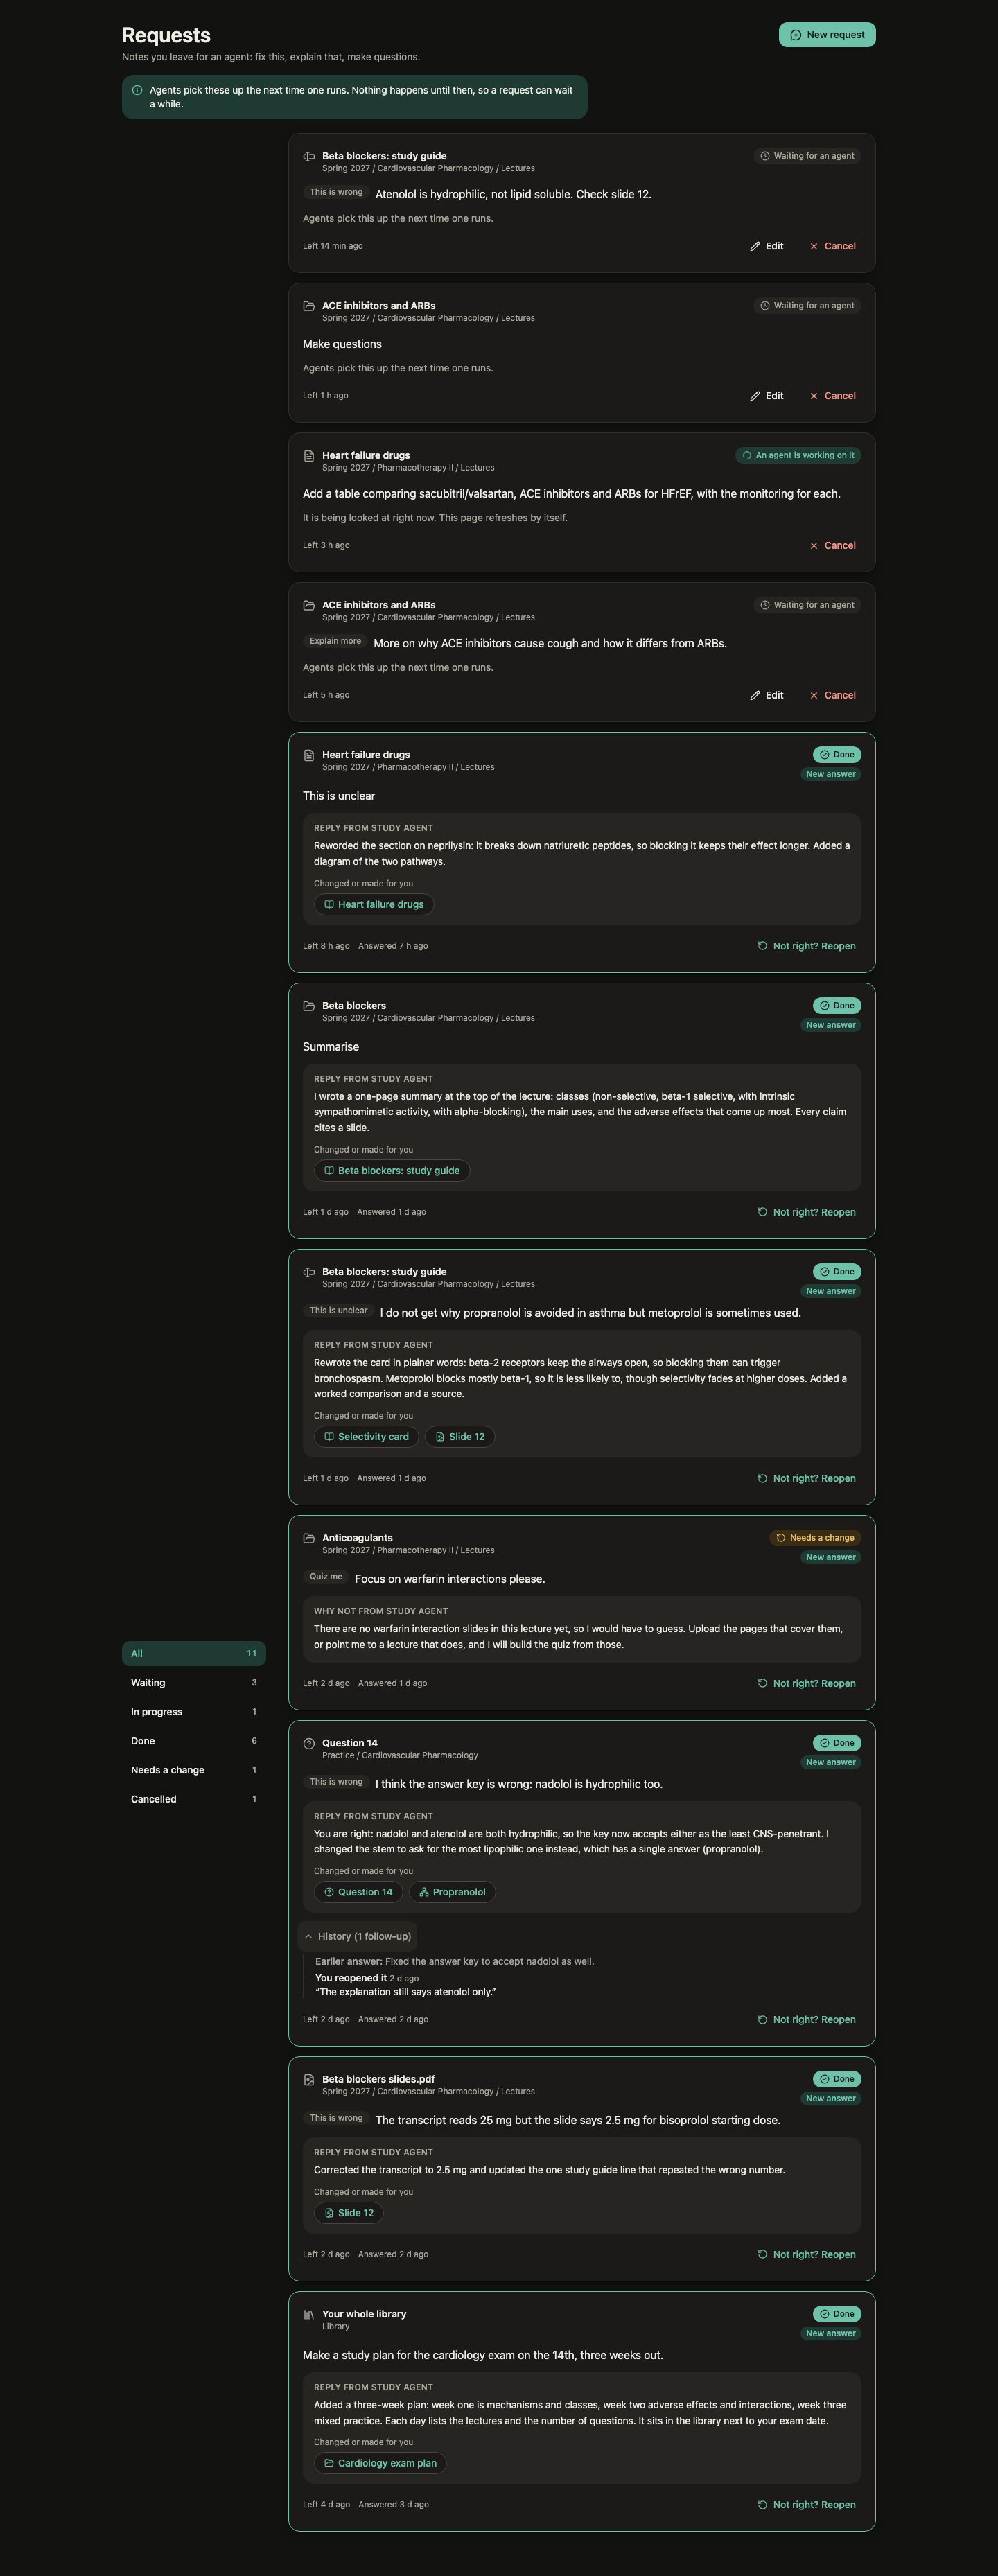 Requests
New request
Notes you leave for an agent: fix this, explain that, make questions.
Agents pick these up the next time one runs. Nothing happens until then, so a request can wait
a while.
All 11
Waiting 3
In progress 1
Done 6
Needs a change 1
Cancelled 1
Beta blockers: study guide
Waiting for an agent
Spring 2027 / Cardiovascular Pharmacology / Lectures
This is wrong Atenolol is hydrophilic, not lipid soluble. Check slide 12.
Agents pick this up the next time one runs.
Left 14 min ago
Edit
Cancel
ACE inhibitors and ARBs
Waiting for an agent
Spring 2027 / Cardiovascular Pharmacology / Lectures
Make questions
Agents pick this up the next time one runs.
Left 1 h ago
Edit
Cancel
Heart failure drugs
An agent is working on it
Spring 2027 / Pharmacotherapy II / Lectures
Add a table comparing sacubitril/valsartan, ACE inhibitors and ARBs for HFrEF, with the monitoring for each.
It is being looked at right now. This page refreshes by itself.
Left 3 h ago
Cancel
ACE inhibitors and ARBs
Waiting for an agent
Spring 2027 / Cardiovascular Pharmacology / Lectures
Explain more More on why ACE inhibitors cause cough and how it differs from ARBs.
Agents pick this up the next time one runs.
Left 5 h ago
Edit
Cancel
Heart failure drugs
Done
Spring 2027 / Pharmacotherapy II / Lectures
New answer
This is unclear
REPLY FROM STUDY AGENT
Reworded the section on neprilysin: it breaks down natriuretic peptides, so blocking it keeps their effect longer. Added a
diagram of the two pathways.
Changed or made for you
Heart failure drugs
Left 8 h ago Answered 7 h ago
Not right? Reopen
Beta blockers
Done
Spring 2027 / Cardiovascular Pharmacology / Lectures
New answer
Summarise
REPLY FROM STUDY AGENT
I wrote a one-page summary at the top of the lecture: classes (non-selective, beta-1 selective, with intrinsic
sympathomimetic activity, with alpha-blocking), the main uses, and the adverse effects that come up most. Every claim
cites a slide.
Changed or made for you
Beta blockers: study guide
Left 1 d ago Answered 1 d ago
Not right? Reopen
Beta blockers: study guide
Done
Spring 2027 / Cardiovascular Pharmacology / Lectures
New answer
This is unclear I do not get why propranolol is avoided in asthma but metoprolol is sometimes used.
REPLY FROM STUDY AGENT
Rewrote the card in plainer words: beta-2 receptors keep the airways open, so blocking them can trigger
bronchospasm. Metoprolol blocks mostly beta-1, so it is less likely to, though selectivity fades at higher doses. Added a
worked comparison and a source.
Changed or made for you
Selectivity card
Slide 12
Left 1 d ago Answered 1 d ago
Not right? Reopen
Anticoagulants
Needs a change
Spring 2027 / Pharmacotherapy II / Lectures
New answer
Quiz me Focus on warfarin interactions please.
WHY NOT FROM STUDY AGENT
There are no warfarin interaction slides in this lecture yet, so I would have to guess. Upload the pages that cover them,
or point me to a lecture that does, and I will build the quiz from those.
Left 2 d ago Answered 1 d ago
Not right? Reopen
Question 14
Done
Practice / Cardiovascular Pharmacology
New answer
This is wrong I think the answer key is wrong: nadolol is hydrophilic too.
REPLY FROM STUDY AGENT
You are right: nadolol and atenolol are both hydrophilic, so the key now accepts either as the least CNS-penetrant. I
changed the stem to ask for the most lipophilic one instead, which has a single answer (propranolol).
Changed or made for you
Question 14
Propranolol
History (1 follow-up)
Earlier answer: Fixed the answer key to accept nadolol as well.
You reopened it 2 d ago
“The explanation still says atenolol only.”
Left 2 d ago Answered 2 d ago
Not right? Reopen
Beta blockers slides.pdf
Done
Spring 2027 / Cardiovascular Pharmacology / Lectures
New answer
This is wrong The transcript reads 25 mg but the slide says 2.5 mg for bisoprolol starting dose.
REPLY FROM STUDY AGENT
Corrected the transcript to 2.5 mg and updated the one study guide line that repeated the wrong number.
Changed or made for you
Slide 12
Left 2 d ago Answered 2 d ago
Not right? Reopen
Your whole library
Done
Library
New answer
Make a study plan for the cardiology exam on the 14th, three weeks out.
REPLY FROM STUDY AGENT
Added a three-week plan: week one is mechanisms and classes, week two adverse effects and interactions, week three
mixed practice. Each day lists the lectures and the number of questions. It sits in the library next to your exam date.
Changed or made for you
Cardiology exam plan
Left 4 d ago Answered 3 d ago
Not right? Reopen